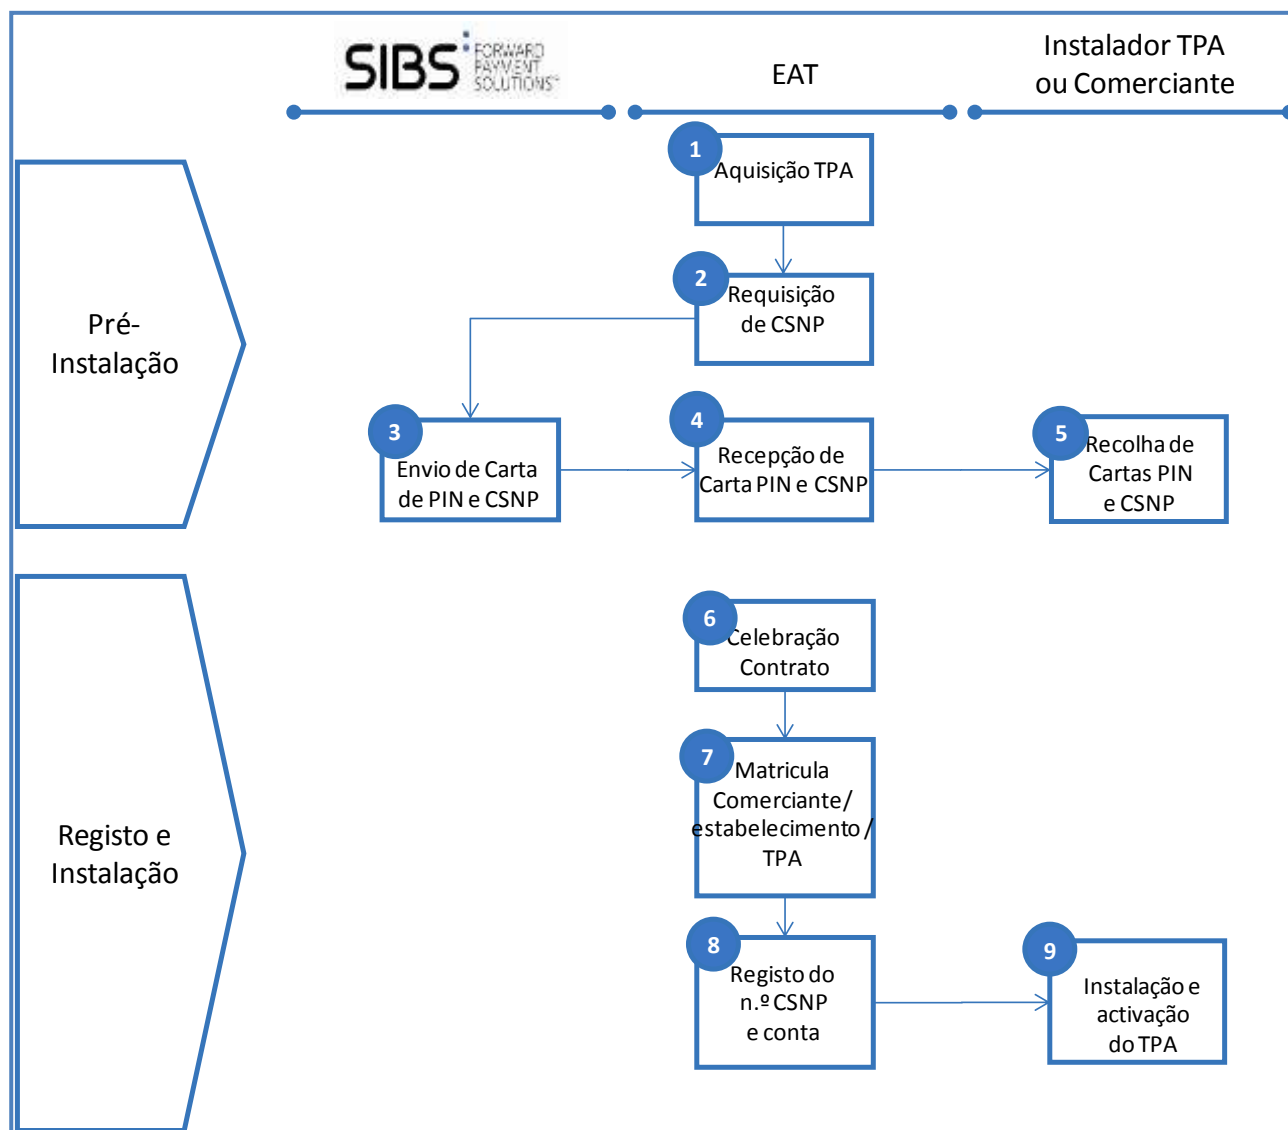 SIBS FORWARD
PAYMENT
SOLUTIONS
EAT
Instalador TPA
ou Comerciante
Pré-
Instalação
1
Aquisição TPA
2
Requisição
de CSNP
3
Envio de Carta
de PIN e CSNP
4
Recepção de
Carta PIN e CSNP
5
Recolha de
Cartas PIN
e CSNP
Registo e
Instalação
6
Celebração
Contrato
7
Matricula
Comerciante/
estabelecimento/
TPA
8
Registo do
n.º CSNP
e conta
9
Instalação e
activação
do TPA